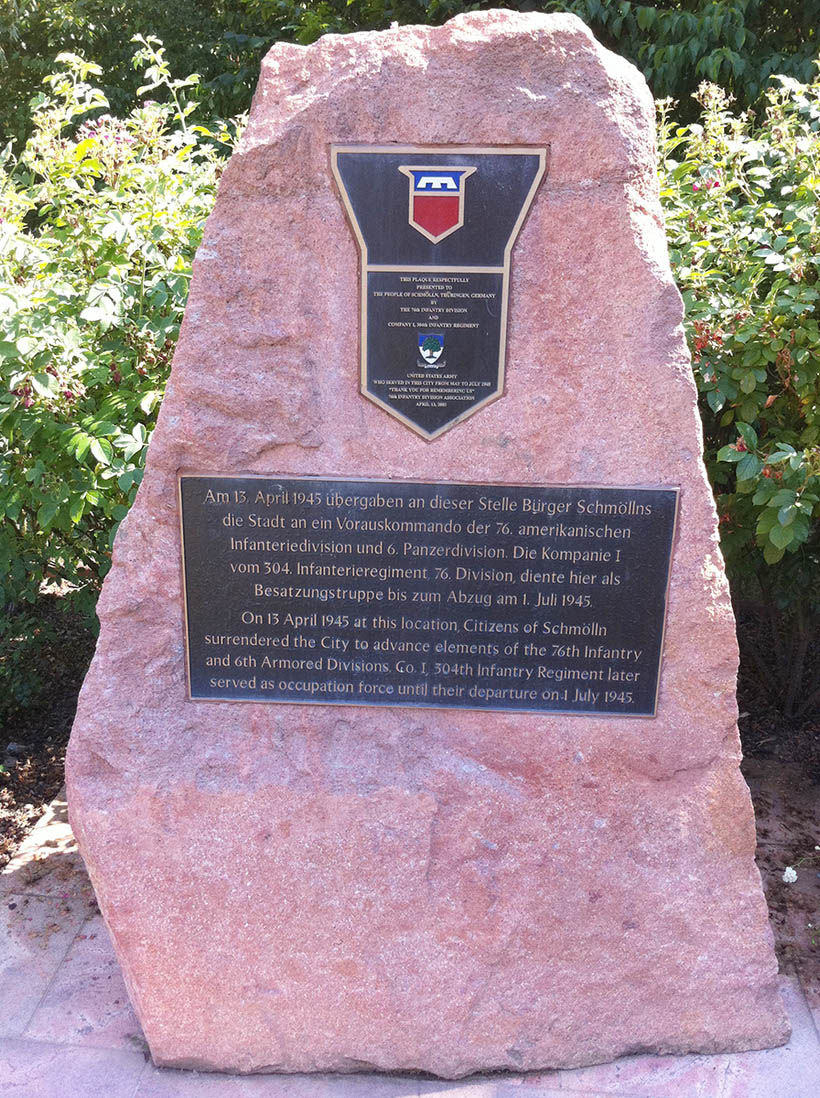 THIS PLAQUE RESPECTFULLY
PRESENTED TO
THE PEOPLE OF SCHMÖLLN, THÜRINGEN, GERMANY
BY
THE 76th INFANTRY DIVISION
AND
COMPANY I, 304th INFANTRY REGIMENT
UNITED STATES ARMY
WHO SERVED IN THIS CITY FROM MAY TO JULY 1945
"THANK YOU FOR REMEMBERING US"
76th INFANTRY DIVISION ASSOCIATION
APRIL 13,
Am 13. April 1945 übergaben an dieser Stelle Bürger Schmöllns
die Stadt an ein Vorauskommando der 76. amerikanischen
Infanteriedivision und 6. Panzerdivision. Die Kompanie I
vom 304. Infanterieregiment, 76. Division, diente hier als
Besatzungstruppe bis zum Abzug am 1. Juli 1945.
On 13 April 1945 at this location, Citizens of Schmölln
surrendered the City to advance elements of the 76th Infantry
and 6th Armored Divisions. Co. I, 304th Infantry Regiment later
served as occupation force until their departure on 1 July 1945.